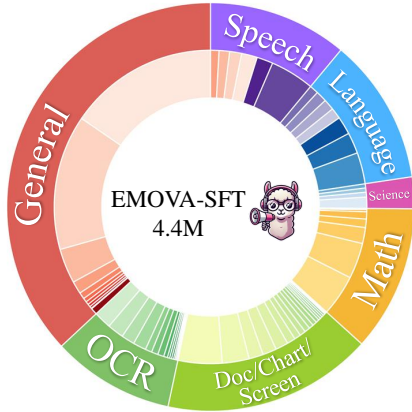 Speech
Language
Science
Math
Doc/Chart/
Screen
OCR
General
EMOVA-SFT
4.4M